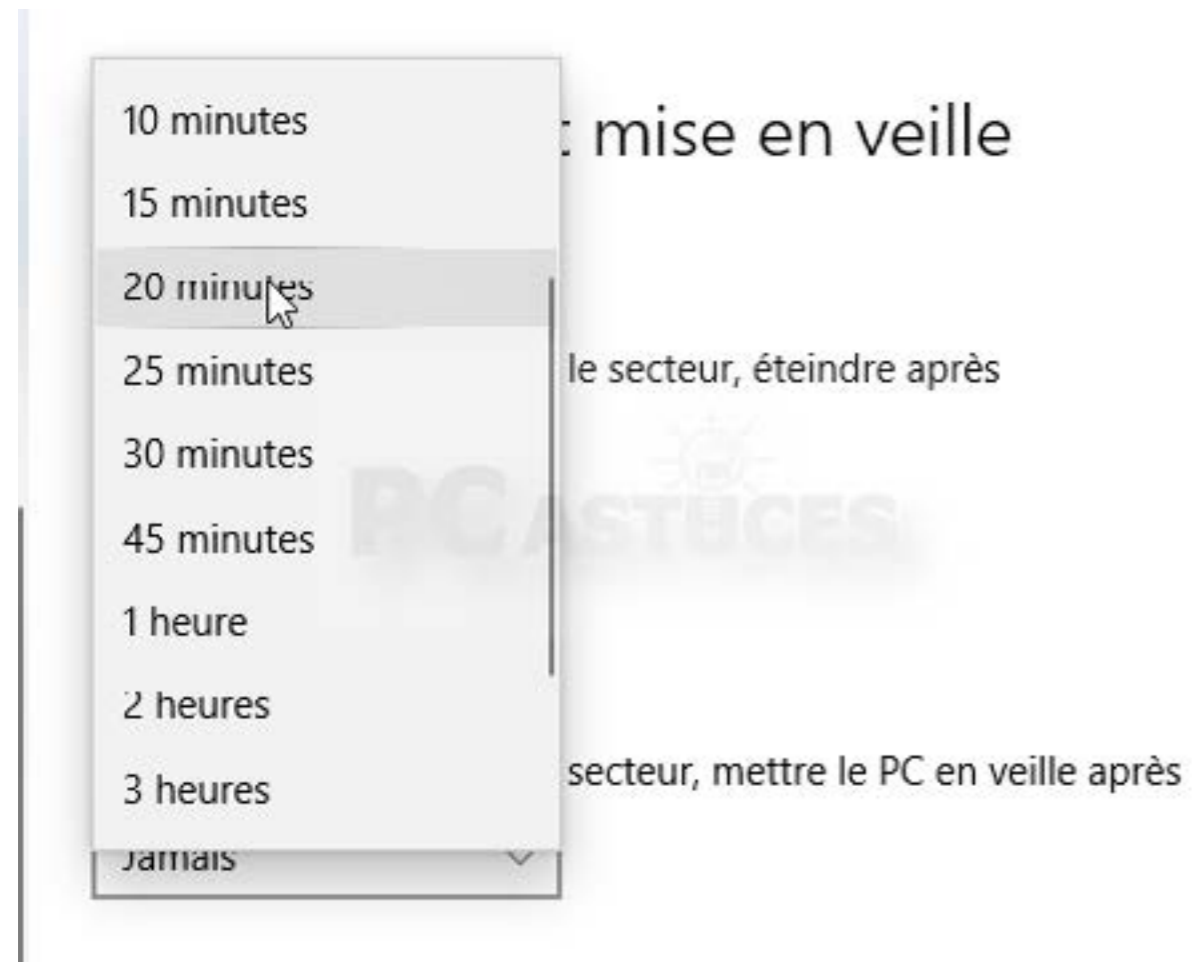 10 minutes
t mise en veille
15 minutes
20 minutes
25 minutes
le secteur, éteindre après
30 minutes
PC ASTUCES
45 minutes
1 heure
2 heures
secteur, mettre le PC en veille après
3 heures
Jamais